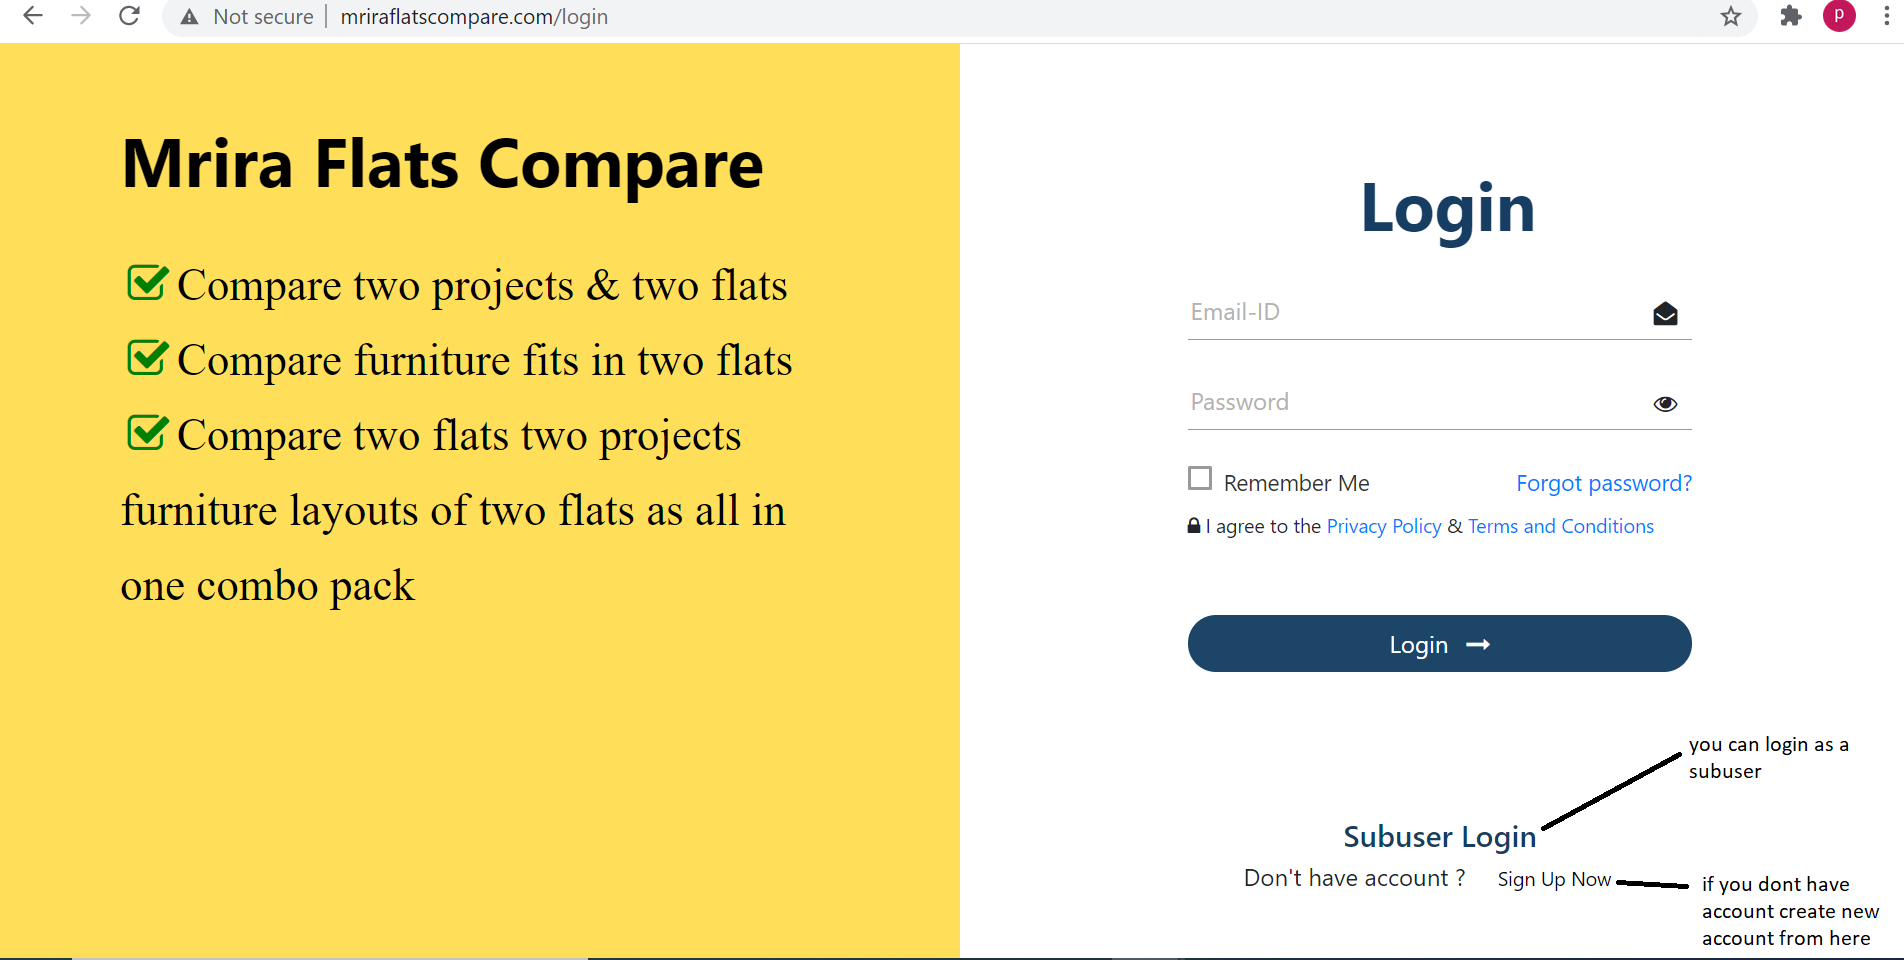 Not secure | mriraflatscompare.com/login
p
Mrira Flats Compare
Compare two projects & two flats
Compare furniture fits in two flats
Compare two flats two projects
furniture layouts of two flats as all in
one combo pack
Login
Email-ID
Password
Remember Me
Forgot password?
I agree to the Privacy Policy & Terms and Conditions
Login
you can login as a
subuser
Subuser Login
Don't have account ? Sign Up Now
if you dont have
account create new
account from here